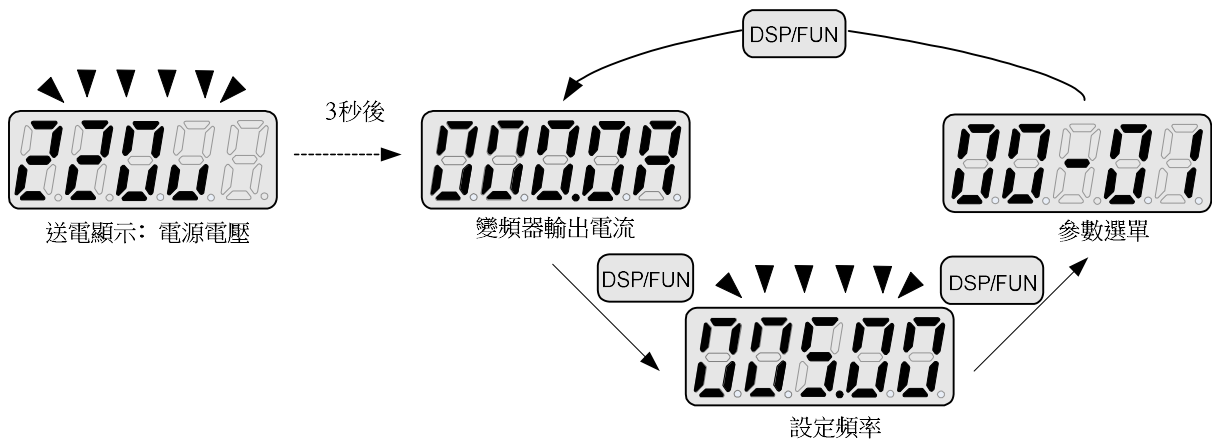 DSP/FUN
3秒後
220u
000.0A
00-01
送電顯示：電源電壓
變頻器輸出電流
參數選單
DSP/FUN
DSP/FUN
005.00
設定頻率